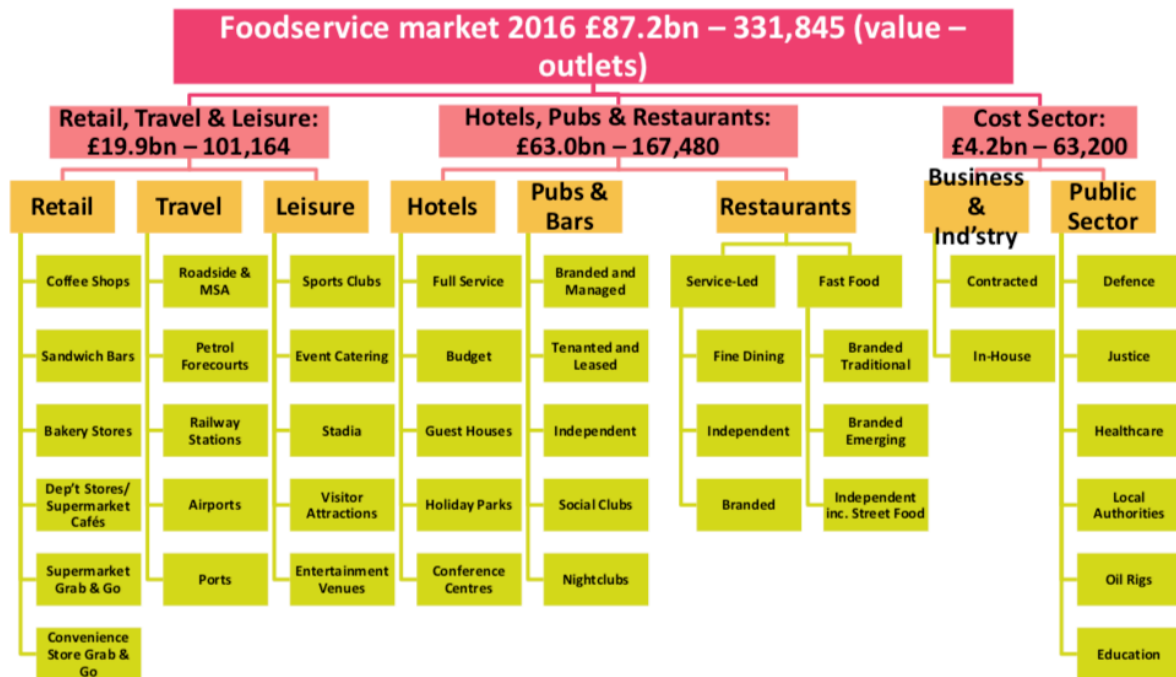 Foodservice market 2016 £87.2bn – 331,845 (value –
outlets)
Retail, Travel & Leisure:
£19.9bn – 101,164
Hotels, Pubs & Restaurants:
£63.0bn – 167,480
Cost Sector:
£4.2bn – 63,200
Retail
Travel
Leisure
Hotels
Pubs &
Bars
Restaurants
Business
&
Ind'stry
Public
Sector
Coffee Shops
Sandwich Bars
Bakery Stores
Dep't Stores/
Supermarket
Cafés
Supermarket
Grab & Go
Convenience
Store Grab &
Go
Roadside &
MSA
Petrol
Forecourts
Railway
Stations
Airports
Ports
Sports Clubs
Event Catering
Stadia
Visitor
Attractions
Entertainment
Venues
Full Service
Budget
Guest Houses
Holiday Parks
Conference
Centres
Branded and
Managed
Tenanted and
Leased
Independent
Social Clubs
Nightclubs
Service-Led
Fine Dining
Independent
Branded
Fast Food
Branded
Traditional
Branded
Emerging
Independent
inc. Street Food
Contracted
In-House
Defence
Justice
Healthcare
Local
Authorities
Oil Rigs
Education